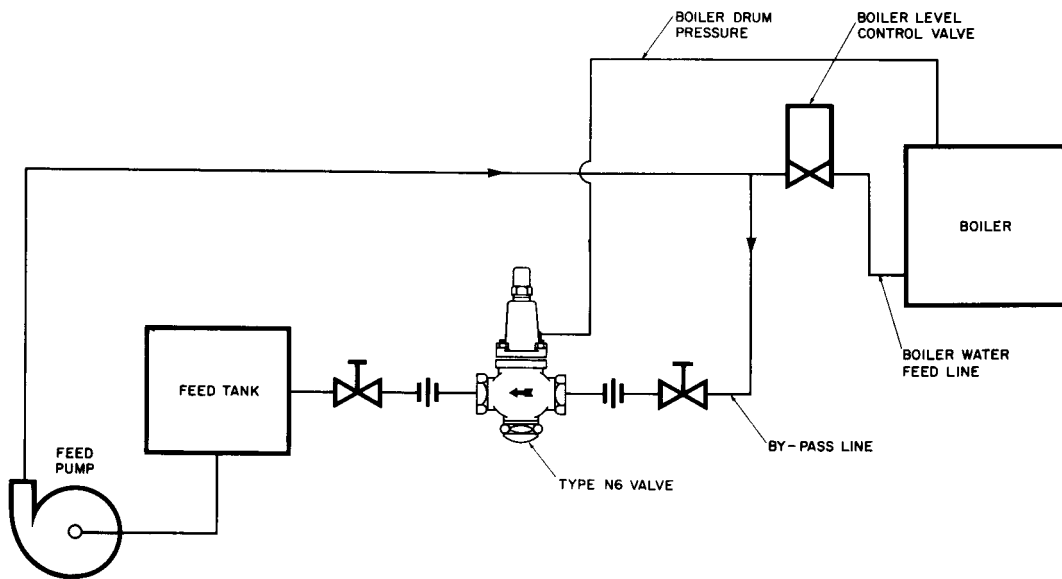 BOILER DRUM
PRESSURE
BOILER LEVEL
CONTROL VALVE
BOILER
BOILER WATER
FEED LINE
FEED TANK
BY-PASS LINE
FEED
PUMP
TYPE N6 VALVE